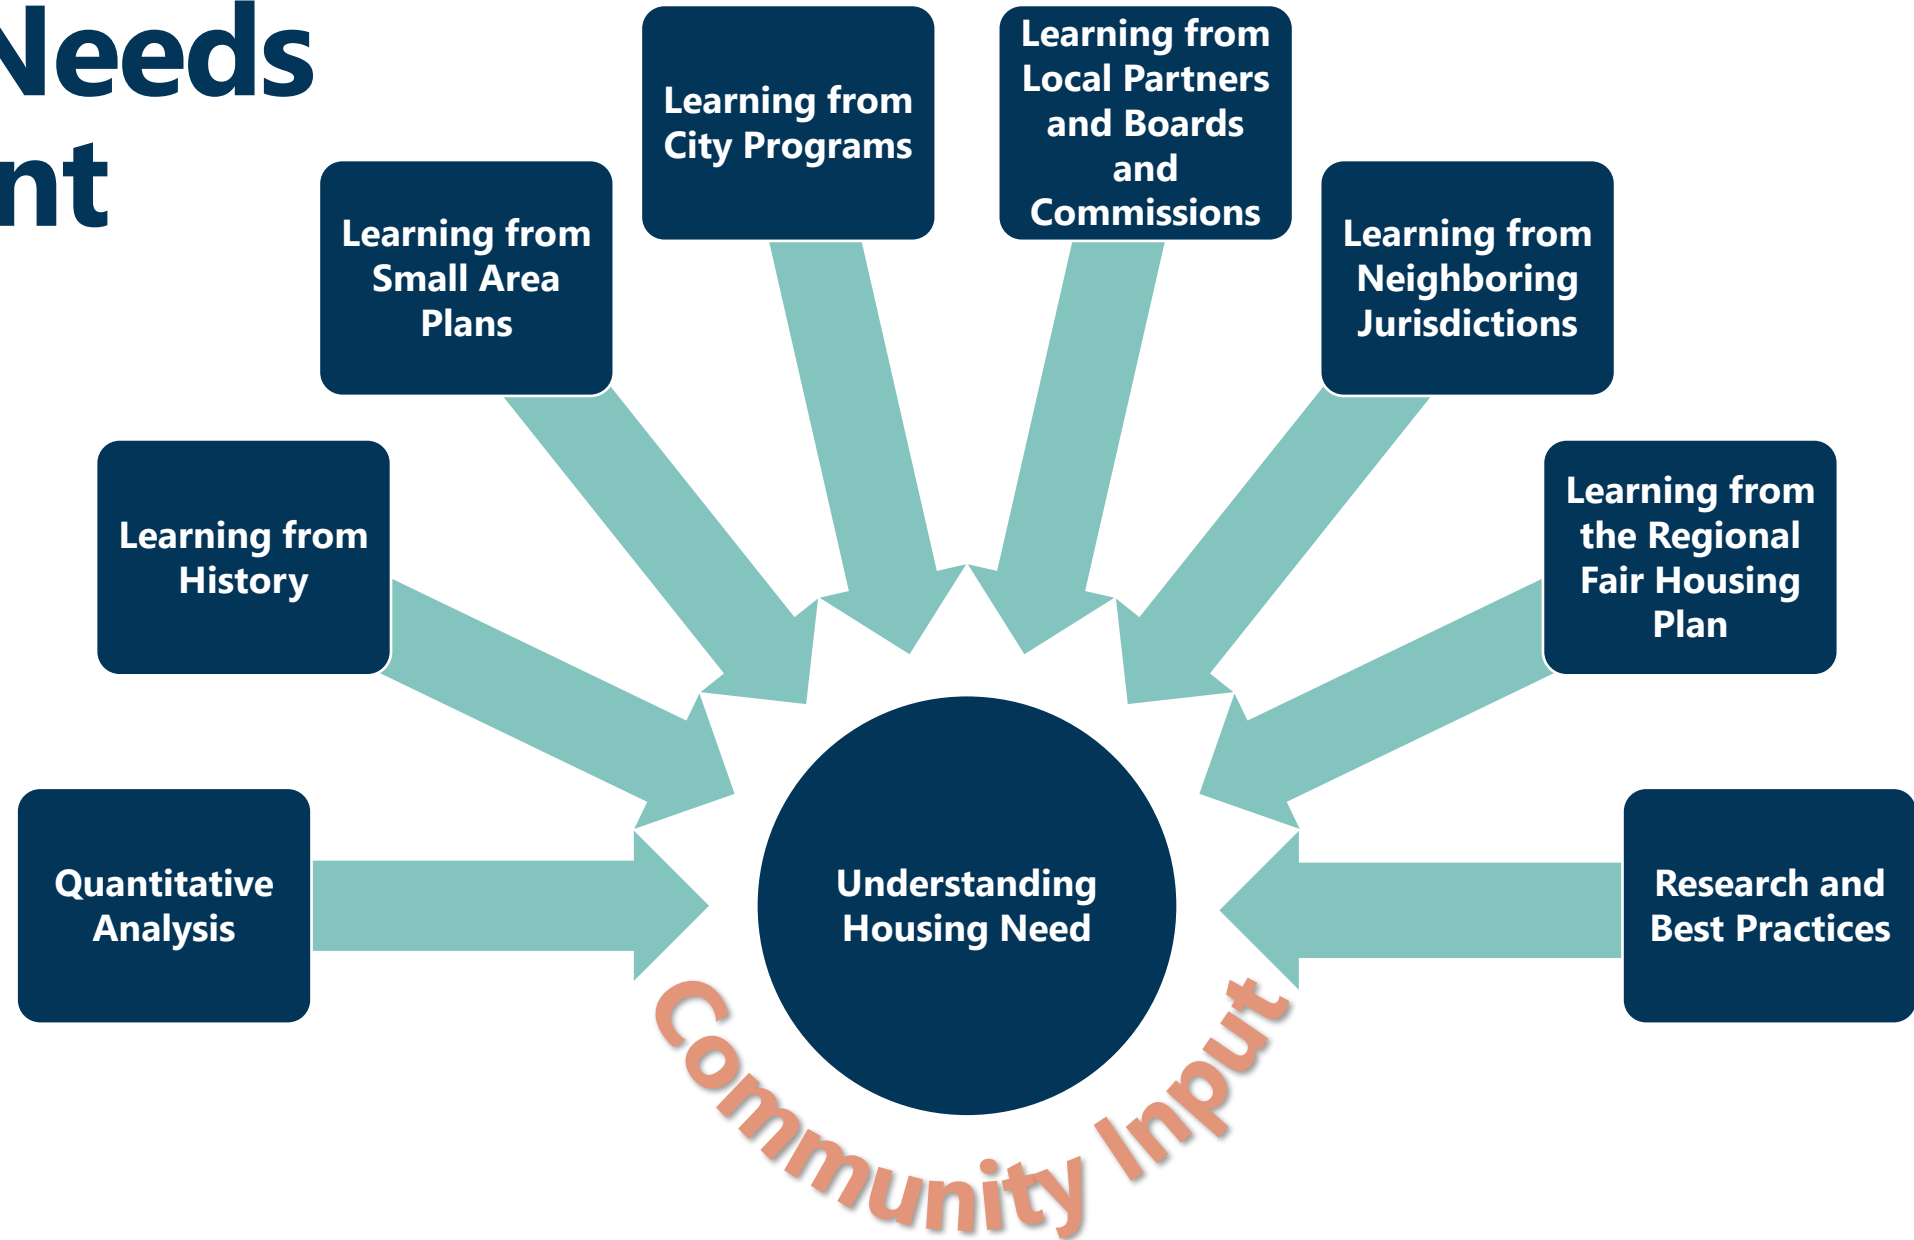 Needs
nt
Learning from
City Programs
Learning from
Local Partners
and Boards
and
Commissions
Learning from
Small Area
Plans
Learning from
Neighboring
Jurisdictions
Learning from
History
Learning from
the Regional
Fair Housing
Plan
Quantitative
Analysis
Understanding
Housing Need
Research and
Best Practices
Community Input